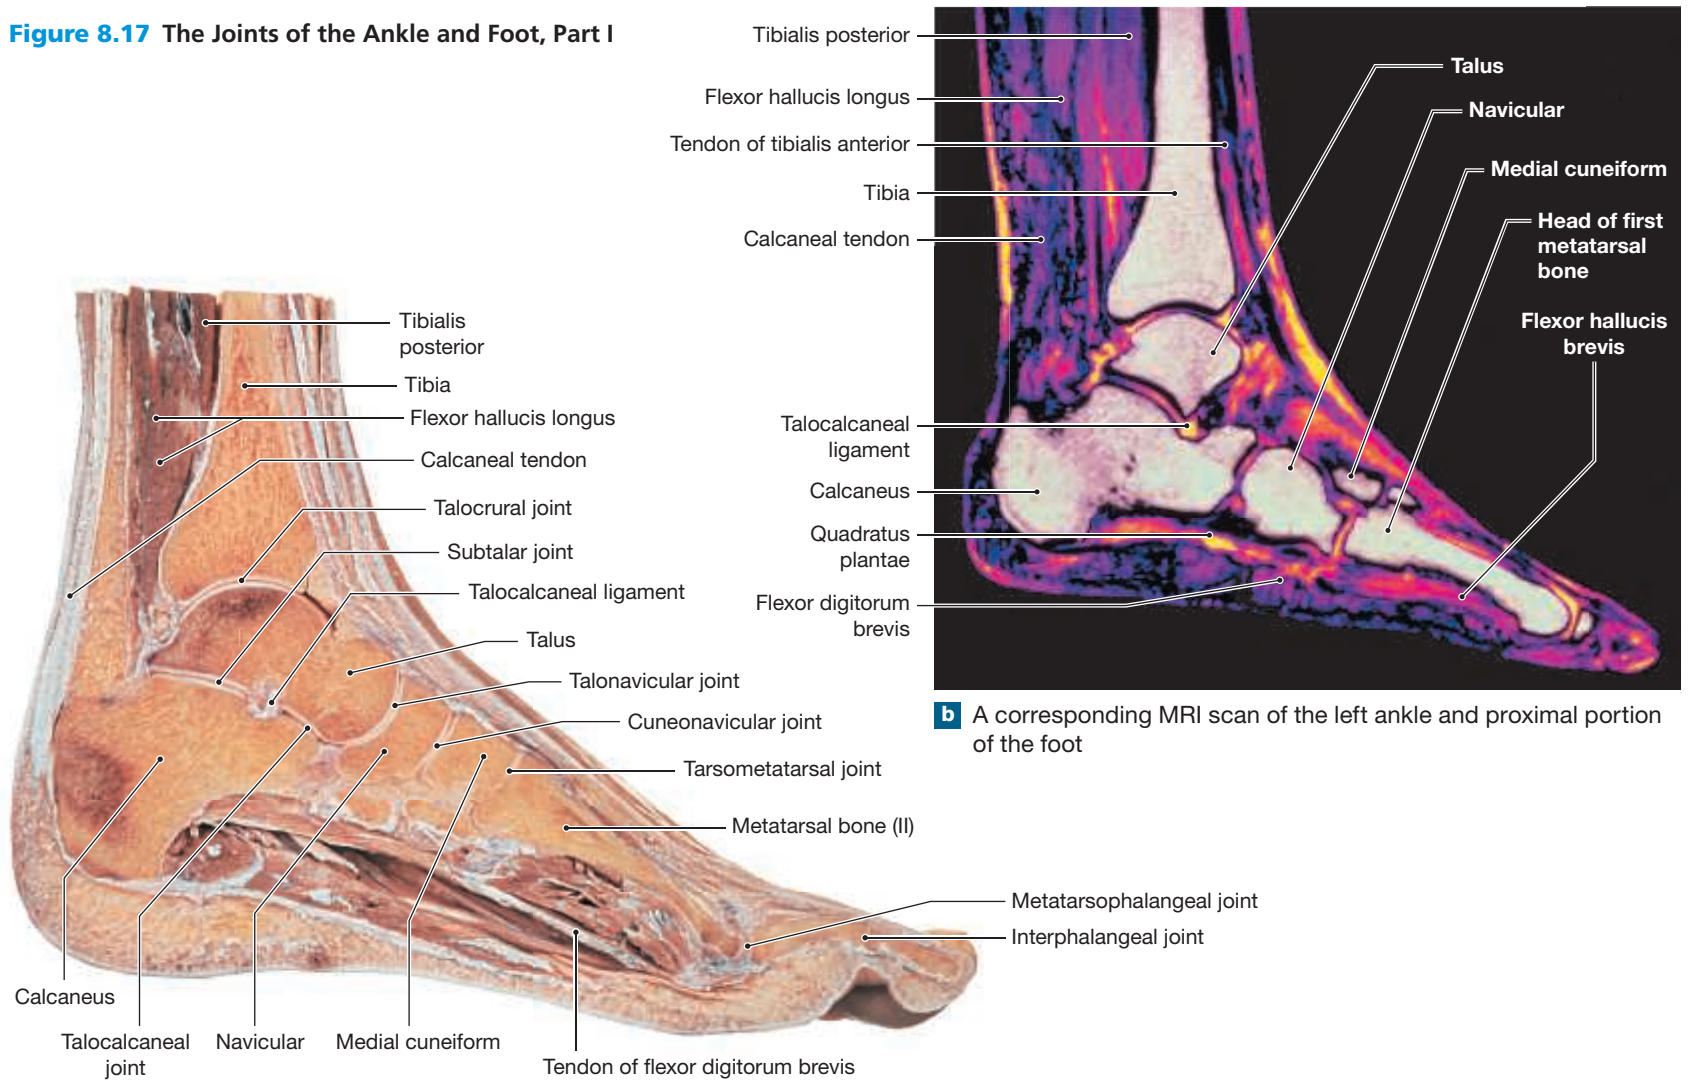 Figure 8.17 The Joints of the Ankle and Foot, Part I
Tibialis
posterior
Tibia
Flexor hallucis longus
Calcaneal tendon
Talocrural joint
Subtalar joint
Talocalcaneal ligament
Talus
Talonavicular joint
Cuneonavicular joint
Tarsometatarsal joint
Metatarsal bone (II)
Metatarsophalangeal joint
Interphalangeal joint
Calcaneus
Talocalcaneal
joint
Navicular
Medial cuneiform
Tendon of flexor digitorum brevis
Tibialis posterior
Flexor hallucis longus
Tendon of tibialis anterior
Tibia
Calcaneal tendon
Talocalcaneal
ligament
Calcaneus
Quadratus
plantae
Flexor digitorum
brevis
Talus
Navicular
Medial cuneiform
Head of first
metatarsal
bone
Flexor hallucis
brevis
b A corresponding MRI scan of the left ankle and proximal portion
of the foot